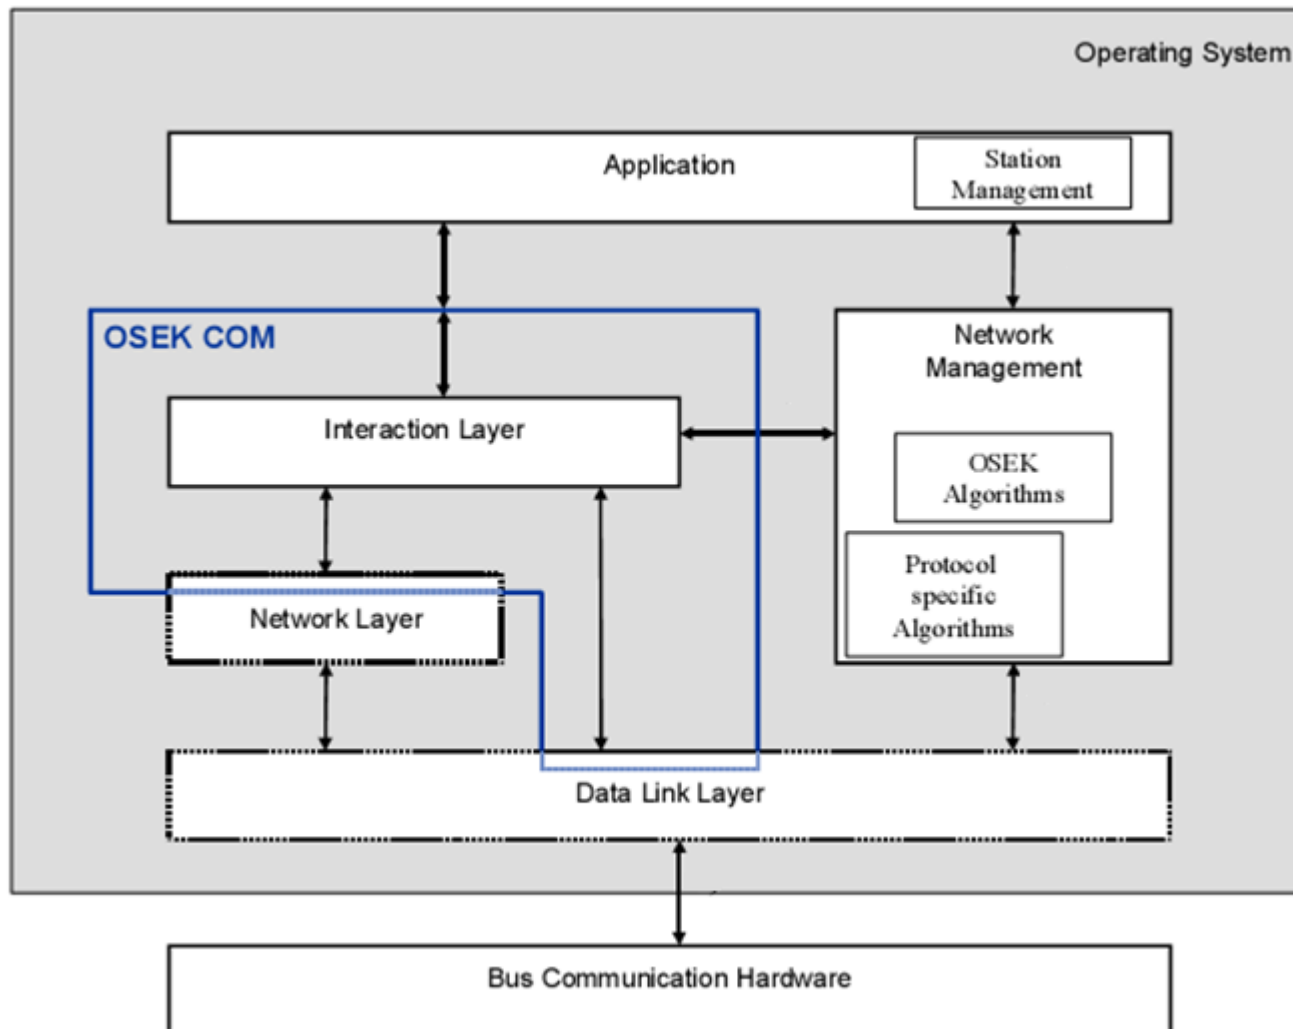 Operating System
Application
Station
Management
OSEK COM
Network
Management
Interaction Layer
OSEK
Algorithms
Protocol
specific
Algorithms
Network Layer
Data Link Layer
Bus Communication Hardware